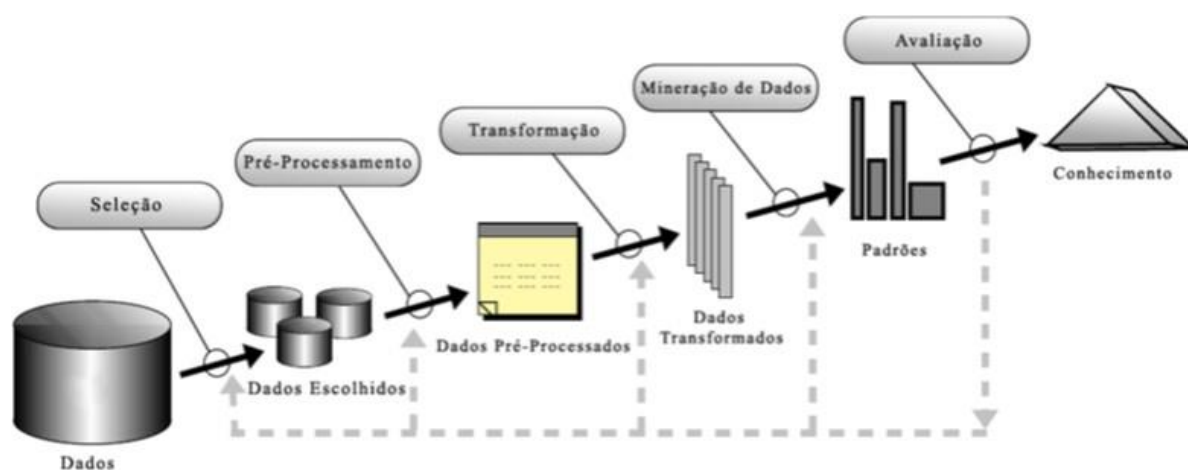 Seleção
Pré-Processamento
Transformação
Mineração de Dados
Avaliação
Dados
Dados Escolhidos
Dados Pré-Processados
Dados
Transformados
Padrões
Conhecimento